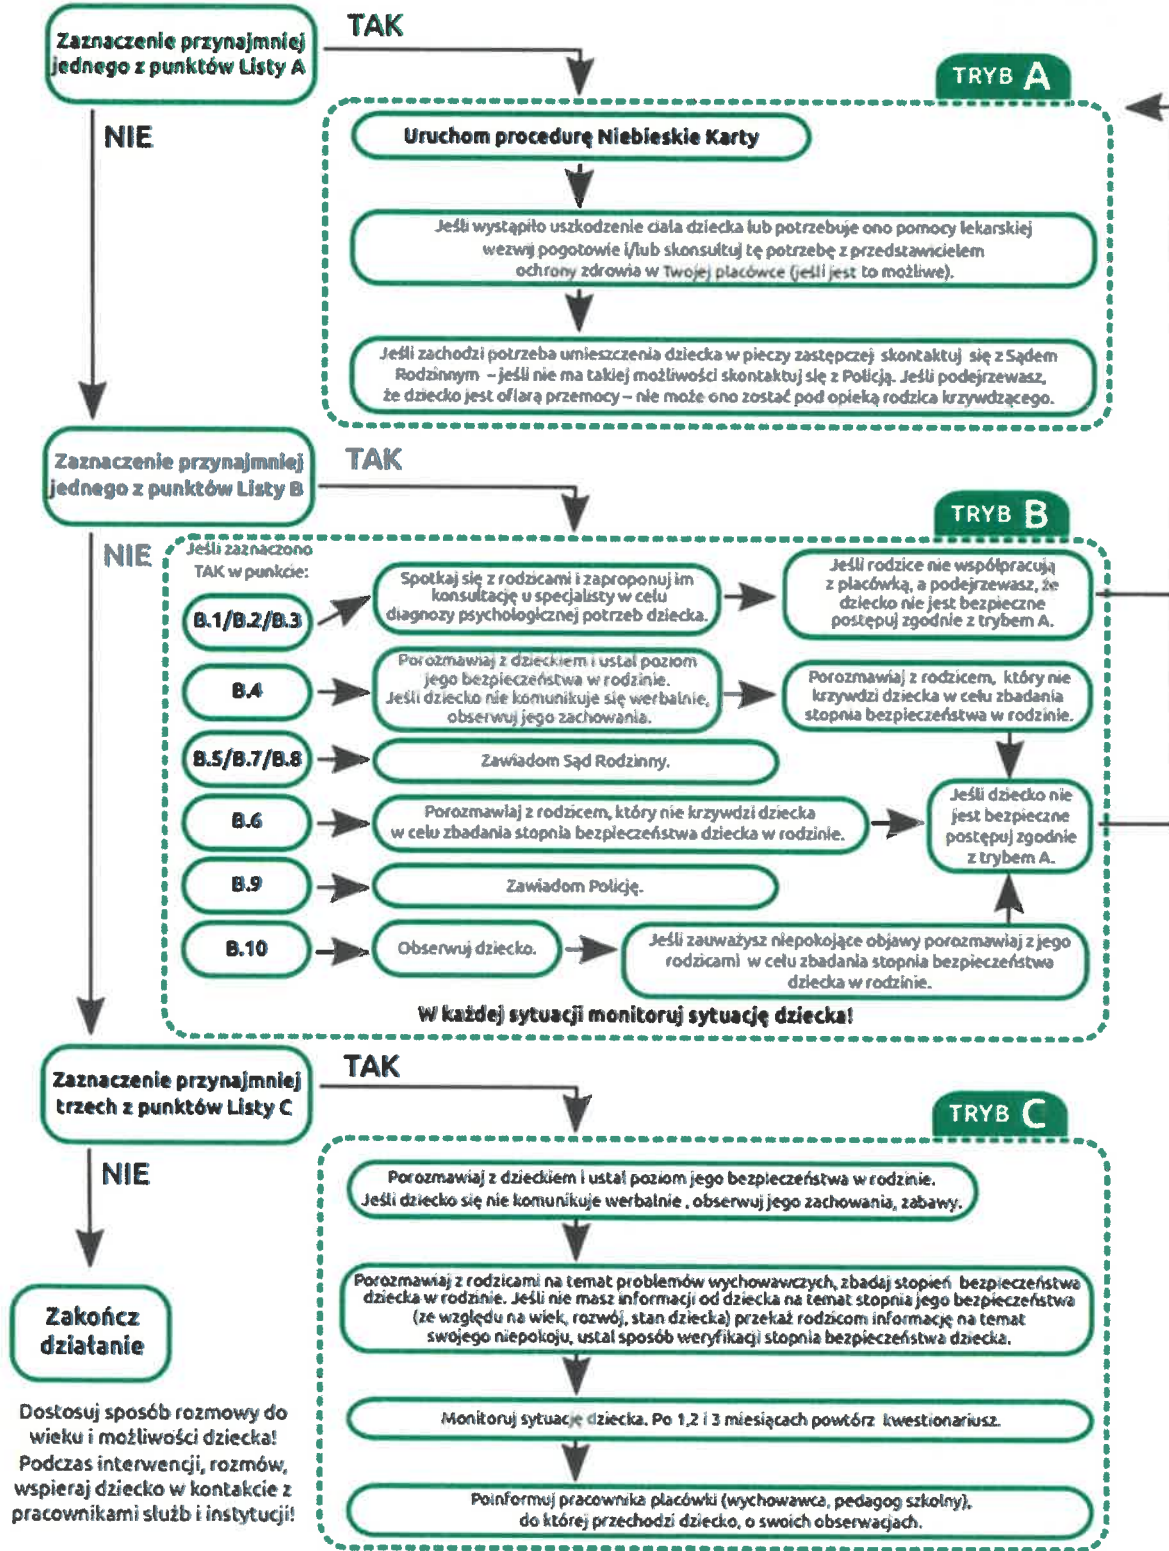 Zaznaczenie przynajmniej
jednego z punktów Listy A
TAK
NIE
TRYB A
Uruchom procedurę Niebieskie Karty
Jeśli wystąpiło uszkodzenie ciała dziecka lub potrzebuje ono pomocy lekarskiej
wezwij pogotowie i/lub skonsultuj tę potrzebę z przedstawicielem
ochrony zdrowia w Twojej placówce (jeśli jest to możliwe).
Jeśli zachodzi potrzeba umieszczenia dziecka w pieczy zastępczej skontaktuj się z Sądem
Rodzinnym – jeśli nie ma takiej możliwości skontaktuj się z Policją. Jeśli podejrzewasz,
że dziecko jest ofiarą przemocy – nie może ono zostać pod opieką rodzica krzywdzącego.
Zaznaczenie przynajmniej
jednego z punktów Listy B
TAK
NIE
TRYB B
Jeśli zaznaczono
TAK w punkcie:
B.1/B.2/B.3
Spotkaj się z rodzicami i zaproponuj im
konsultację u specjalisty w celu
diagnozy psychologicznej potrzeb dziecka.
Jeśli rodzice nie współpracują
z placówką, a podejrzewasz, że
dziecko nie jest bezpieczne
postępuj zgodnie z trybem A.
B.4
Porozmawiaj z dzieckiem i ustal poziom
jego bezpieczeństwa w rodzinie.
Jeśli dziecko nie komunikuje się werbalnie,
obserwuj jego zachowania.
Porozmawiaj z rodzicem, który nie
krzywdzi dziecka w celu zbadania
stopnia bezpieczeństwa w rodzinie.
B.5/B.7/B.8
Zawiadom Sąd Rodzinny.
B.6
Porozmawiaj z rodzicem, który nie krzywdzi dziecka
w celu zbadania stopnia bezpieczeństwa dziecka w rodzinie.
Jeśli dziecko nie
jest bezpieczne
postępuj zgodnie
z trybem A.
B.9
Zawiadom Policję.
B.10
Obserwuj dziecko.
Jeśli zauważysz niepokojące objawy porozmawiaj z jego
rodzicami w celu zbadania stopnia bezpieczeństwa
dziecka w rodzinie.
W każdej sytuacji monitoruj sytuację dziecka!
Zaznaczenie przynajmniej
trzech z punktów Listy C
TAK
NIE
TRYB C
Porozmawiaj z dzieckiem i ustal poziom jego bezpieczeństwa w rodzinie.
Jeśli dziecko się nie komunikuje werbalnie , obserwuj jego zachowania, zabawy.
Porozmawiaj z rodzicami na temat problemów wychowawczych, zbadaj stopień bezpieczeństwa
dziecka w rodzinie. Jeśli nie masz informacji od dziecka na temat stopnia jego bezpieczeństwa
(ze względu na wiek, rozwój, stan dziecka) przekaż rodzicom informację na temat
swojego niepokoju, ustal sposób weryfikacji stopnia bezpieczeństwa dziecka.
Monitoruj sytuację dziecka. Po 1,2 i 3 miesiącach powtórz kwestionariusz.
Poinformuj pracownika placówki (wychowawca, pedagog szkolny),
do której przechodzi dziecko, o swoich obserwacjach.
Zakończ
działanie
Dostosuj sposób rozmowy do
wieku i możliwości dziecka!
Podczas interwencji, rozmów,
wspieraj dziecko w kontakcie z
pracownikami służb i instytucji!